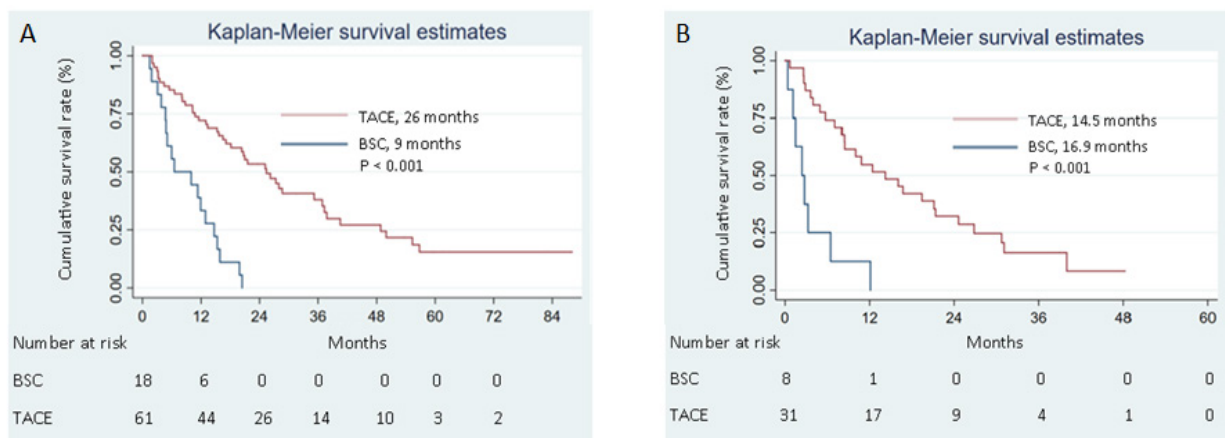 A
Kaplan-Meier survival estimates
Cumulative survival rate (%)
1.00
0.75
0.50
0.25
0.00
TACE, 26 months
BSC, 9 months
P < 0.001
0 12 24 36 48 60 72 84
Number at risk Months
BSC 18 6 0 0 0 0 0
TACE 61 44 26 14 10 3 2
B
Kaplan-Meier survival estimates
Cumulative survival rate (%)
1.00
0.75
0.50
0.25
0.00
TACE, 14.5 months
BSC, 16.9 months
P < 0.001
0 12 24 36 48 60
Number at risk Months
BSC 8 1 0 0 0 0
TACE 31 17 9 4 1 0